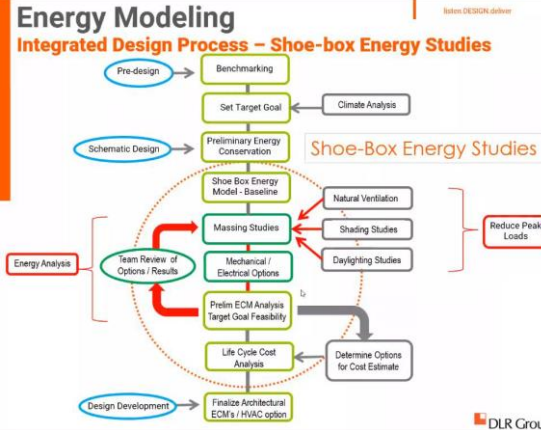 Energy Modeling
listen.DESIGN.deliver
Integrated Design Process – Shoe-box Energy Studies
Pre-design
Benchmarking
Set Target Goal
Climate Analysis
Schematic Design
Preliminary Energy
Conservation
Shoe-Box Energy Studies
Shoe Box Energy
Model - Baseline
Natural Ventilation
Massing Studies
Shading Studies
Reduce Peak
Loads
Energy Analysis
Team Review of
Options / Results
Mechanical /
Electrical Options
Daylighting Studies
Prelim ECM Analysis
Target Goal Feasibility
Life Cycle Cost
Analysis
Determine Options
for Cost Estimate
Design Development
Finalize Architectural
ECM's / HVAC option
DLR Grou